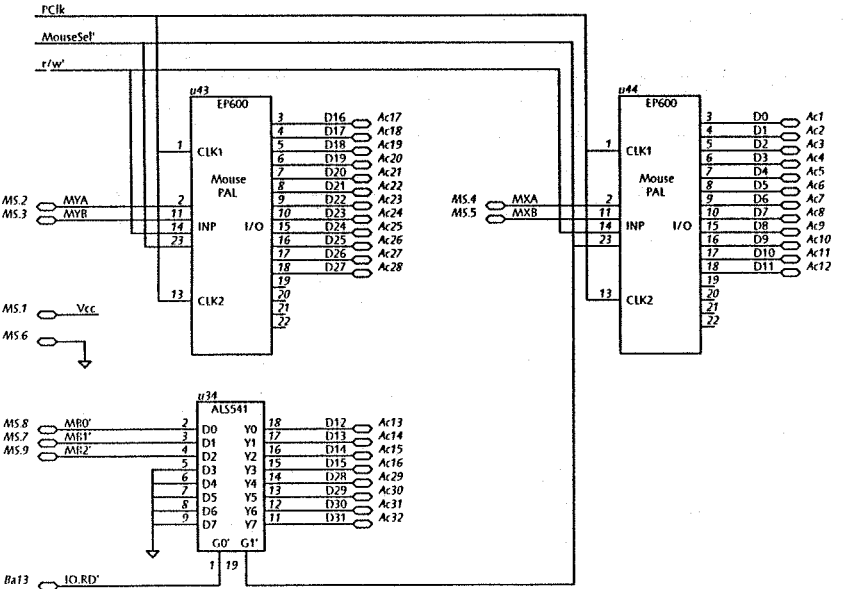 PClk
MouseSel'
r/w'
u43
EP600
3 D16 Ac17
4 D17 Ac18
1 CLK1 5 D18 Ac19
6 D19 Ac20
Mouse 7 D20 Ac21
PAL 8 D21 Ac22
MS.2 MYA 2 9 D22 Ac23
MS.3 MYB 11 10 D23 Ac24
14 INP I/O 15 D24 Ac25
23 16 D25 Ac26
17 D26 Ac27
18 D27 Ac28
19
13 CLK2 20
21
22
MS.1 Vcc
MS.6
u44
EP600
3 D0 Ac1
4 D1 Ac2
1 CLK1 5 D2 Ac3
6 D3 Ac4
Mouse 7 D4 Ac5
PAL 8 D5 Ac6
MS.4 MXA 2 9 D6 Ac7
MS.5 MXB 11 10 D7 Ac8
14 INP I/O 15 D8 Ac9
23 16 D9 Ac10
17 D10 Ac11
18 D11 Ac12
19
13 CLK2 20
21
22
u34
ALS541
MS.8 MB0' 2 D0 Y0 18 D12 Ac13
MS.7 MB1' 3 D1 Y1 17 D13 Ac14
MS.9 MB2' 4 D2 Y2 16 D14 Ac15
5 D3 Y3 15 D15 Ac16
6 D4 Y4 14 D28 Ac29
7 D5 Y5 13 D29 Ac30
8 D6 Y6 12 D30 Ac31
9 D7 Y7 11 D31 Ac32
G0' G1'
1 19
Ba13 IO.RD'